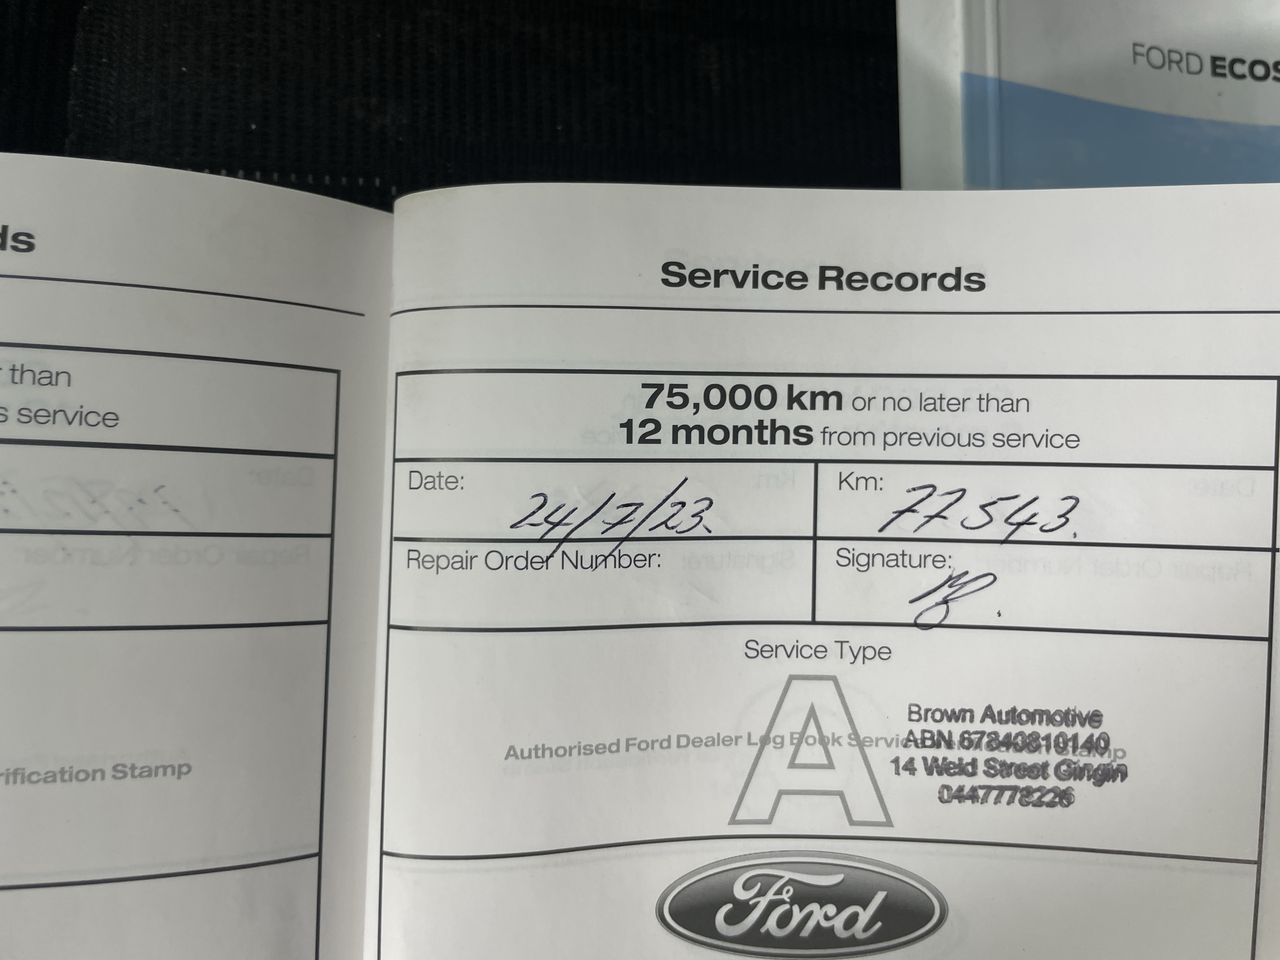 FORD ECOS
ds
than
s service
rification Stamp
Service Records
75,000 km or no later than
12 months from previous service
Date: 24/7/23
Km: 77543.
Repair Order Number:
Signature:
Service Type
A
Authorised Ford Dealer Log Book Service
Brown Automotive
ABN 67840810140
14 Weld Street Gingin
0447778226
Ford